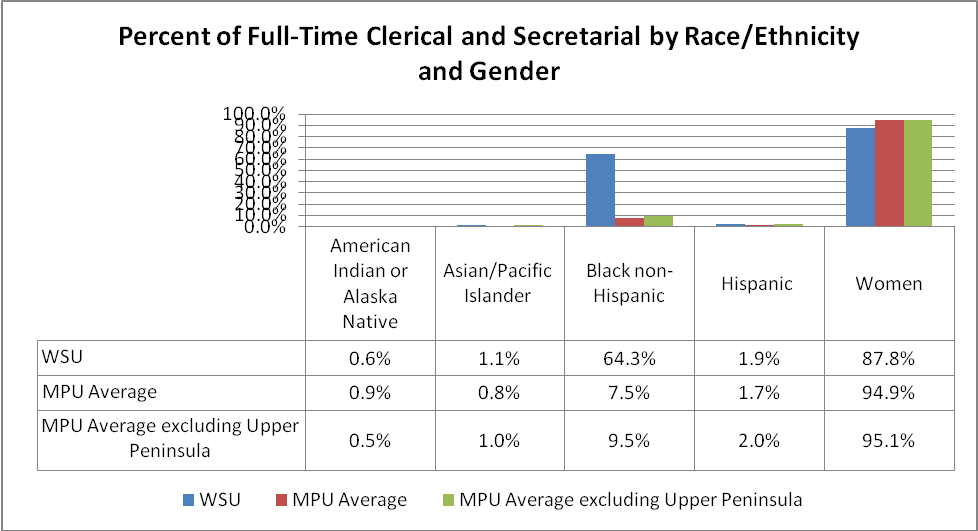 Percent of Full-Time Clerical and Secretarial by Race/Ethnicity
and Gender
100.0%
90.0%
80.0%
70.0%
60.0%
50.0%
40.0%
30.0%
20.0%
10.0%
0.0%
American
Indian or
Alaska
Native
Asian/Pacific
Islander
Black non-
Hispanic
Hispanic
Women
WSU 0.6% 1.1% 64.3% 1.9% 87.8%
MPU Average 0.9% 0.8% 7.5% 1.7% 94.9%
MPU Average excluding Upper
Peninsula 0.5% 1.0% 9.5% 2.0% 95.1%
WSU MPU Average MPU Average excluding Upper Peninsula